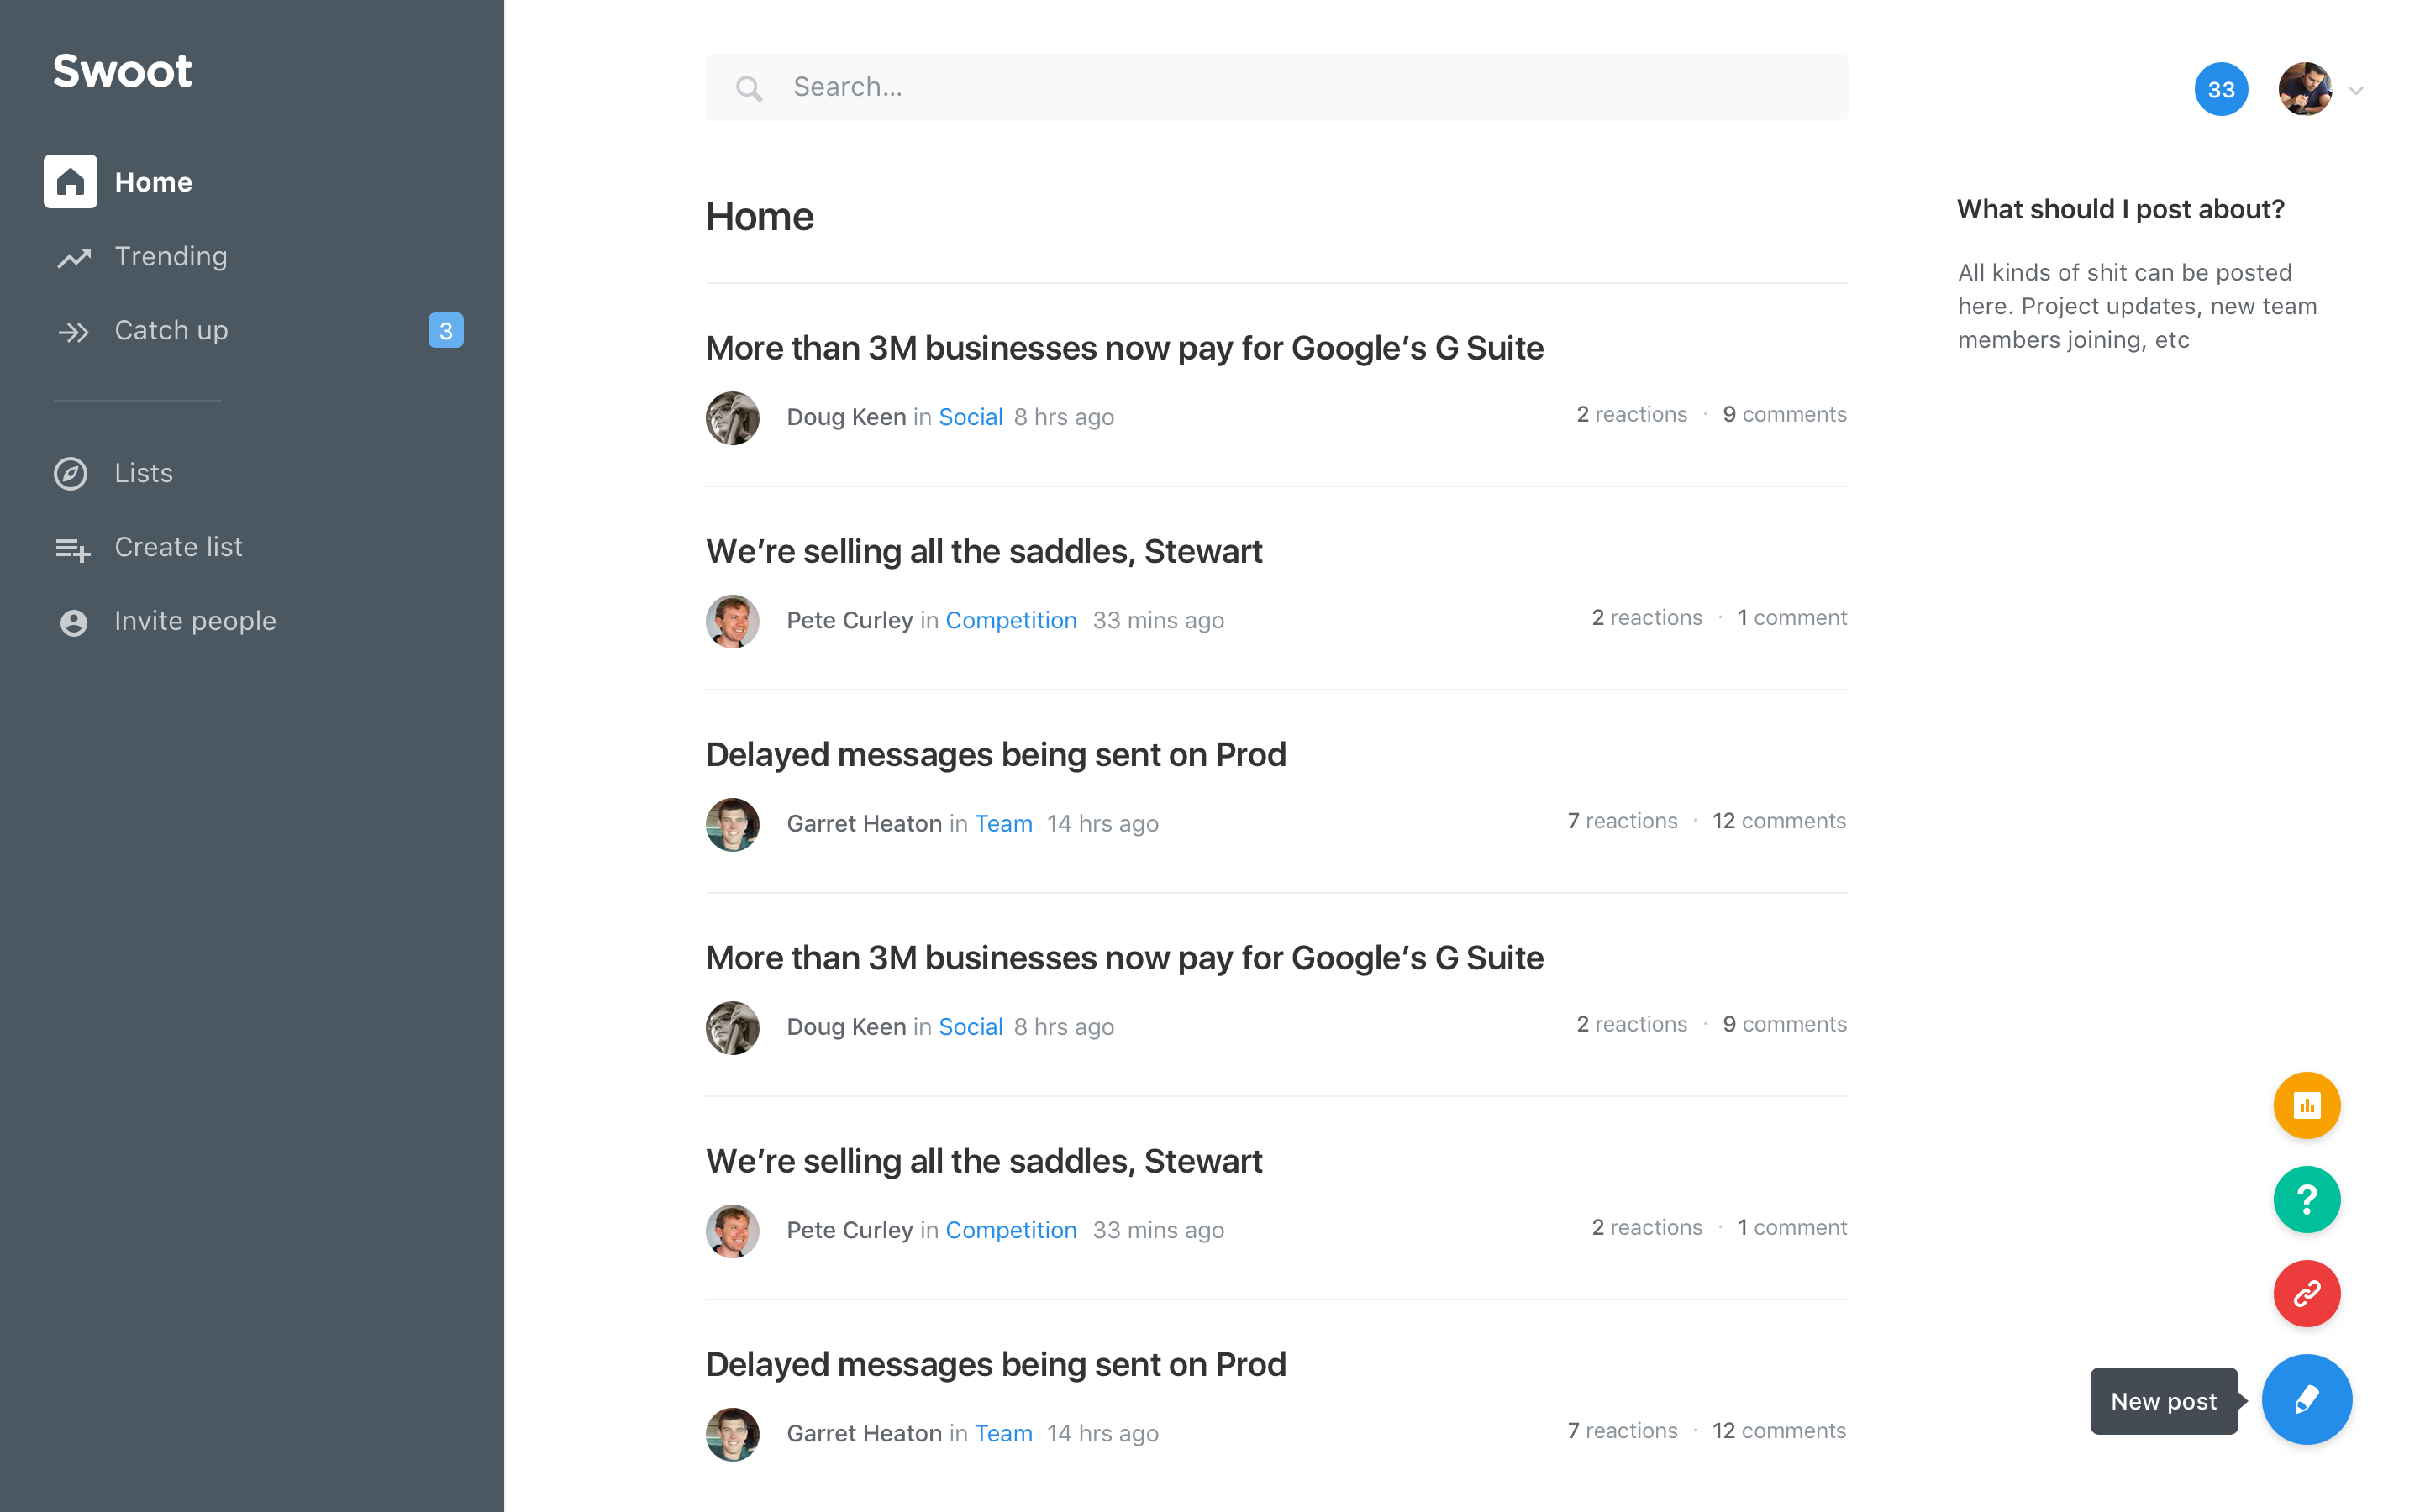 Swoot
Home
Trending
Catch up 3
Lists
Create list
Invite people
Search...
33
Home
More than 3M businesses now pay for Google’s G Suite
Doug Keen in Social 8 hrs ago
2 reactions · 9 comments
We’re selling all the saddles, Stewart
Pete Curley in Competition 33 mins ago
2 reactions · 1 comment
Delayed messages being sent on Prod
Garret Heaton in Team 14 hrs ago
7 reactions · 12 comments
More than 3M businesses now pay for Google’s G Suite
Doug Keen in Social 8 hrs ago
2 reactions · 9 comments
We’re selling all the saddles, Stewart
Pete Curley in Competition 33 mins ago
2 reactions · 1 comment
Delayed messages being sent on Prod
Garret Heaton in Team 14 hrs ago
7 reactions · 12 comments
What should I post about?
All kinds of shit can be posted
here. Project updates, new team
members joining, etc
?
New post